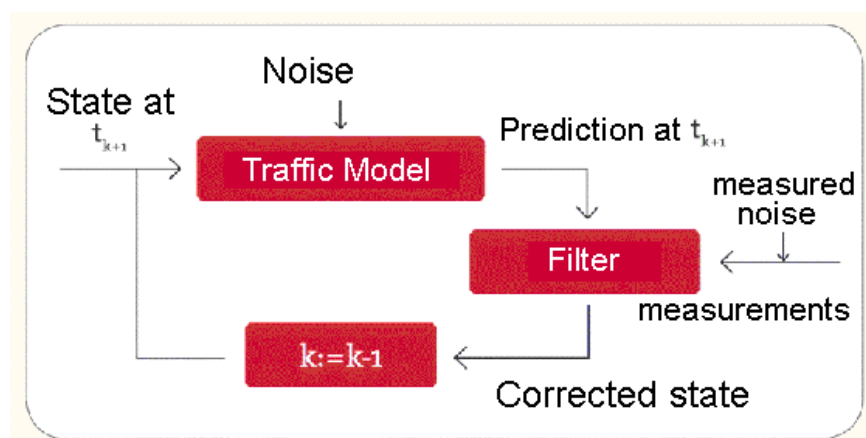 Noise
State at
t_{k+1}
Prediction at t_{k+1}
Traffic Model
measured
noise
Filter
measurements
k:=k-1
Corrected state